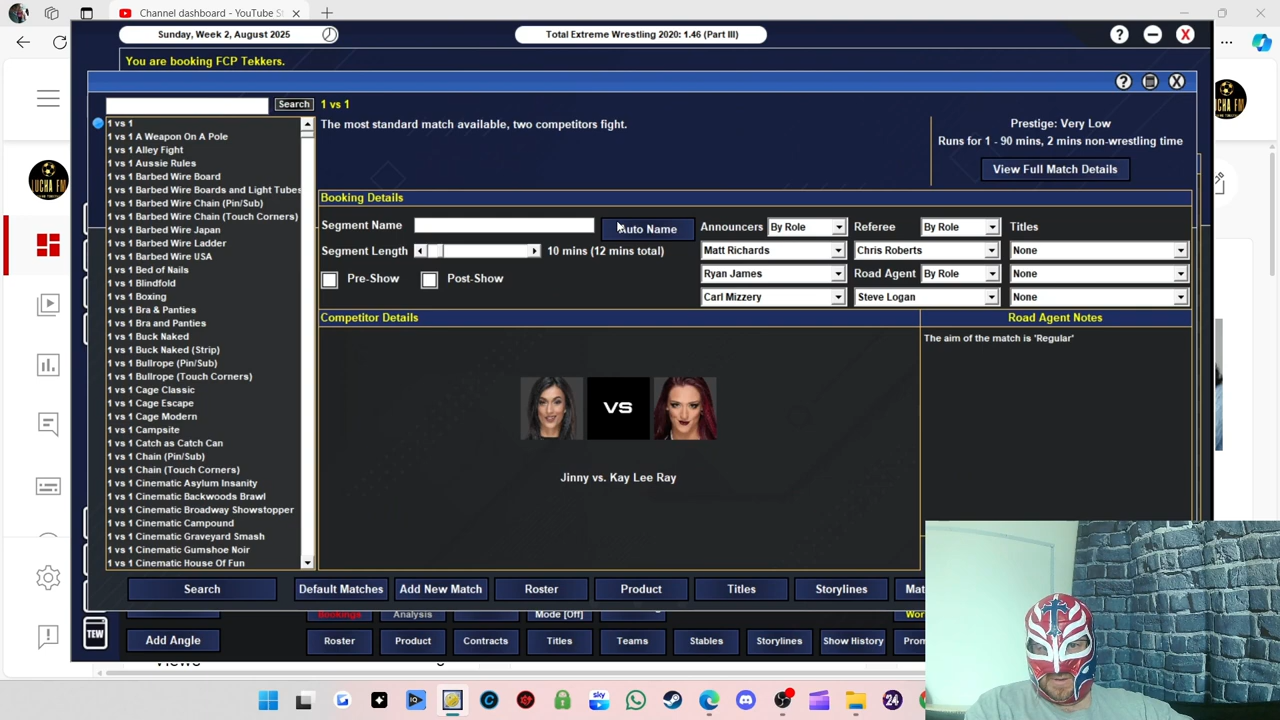 Channel dashboard - YouTube S
Sunday, Week 2, August 2025
Total Extreme Wrestling 2020: 1.46 (Part III)
You are booking FCP Tekkers.
Search
1 vs 1
The most standard match available, two competitors fight.
Prestige: Very Low
Runs for 1 - 90 mins, 2 mins non-wrestling time
View Full Match Details
1 vs 1
1 vs 1 A Weapon On A Pole
1 vs 1 Alley Fight
1 vs 1 Aussie Rules
1 vs 1 Barbed Wire Board
1 vs 1 Barbed Wire Boards and Light Tubes
1 vs 1 Barbed Wire Chain (Pin/Sub)
1 vs 1 Barbed Wire Chain (Touch Corners)
1 vs 1 Barbed Wire Japan
1 vs 1 Barbed Wire Ladder
1 vs 1 Barbed Wire USA
1 vs 1 Bed of Nails
1 vs 1 Blindfold
1 vs 1 Boxing
1 vs 1 Bra & Panties
1 vs 1 Bra and Panties
1 vs 1 Buck Naked
1 vs 1 Buck Naked (Strip)
1 vs 1 Bullrope (Pin/Sub)
1 vs 1 Bullrope (Touch Corners)
1 vs 1 Cage Classic
1 vs 1 Cage Escape
1 vs 1 Cage Modern
1 vs 1 Campsite
1 vs 1 Catch as Catch Can
1 vs 1 Chain (Pin/Sub)
1 vs 1 Chain (Touch Corners)
1 vs 1 Cinematic Asylum Insanity
1 vs 1 Cinematic Backwoods Brawl
1 vs 1 Cinematic Broadway Showstopper
1 vs 1 Cinematic Campound
1 vs 1 Cinematic Graveyard Smash
1 vs 1 Cinematic Gumshoe Noir
1 vs 1 Cinematic House Of Fun
Booking Details
Segment Name
Auto Name
Announcers By Role Referee By Role Titles
Segment Length 10 mins (12 mins total)
Matt Richards Chris Roberts None
Pre-Show Post-Show
Ryan James Road Agent By Role None
Carl Mizzery Steve Logan None
Competitor Details
Road Agent Notes
The aim of the match is 'Regular'
VS
Jinny vs. Kay Lee Ray
Search Default Matches Add New Match Roster Product Titles Storylines Mat
Bookings Analysis Mode [Off] Wor
TEW
Add Angle Roster Product Contracts Titles Teams Stables Storylines Show History Prom
LUCHA FM
24